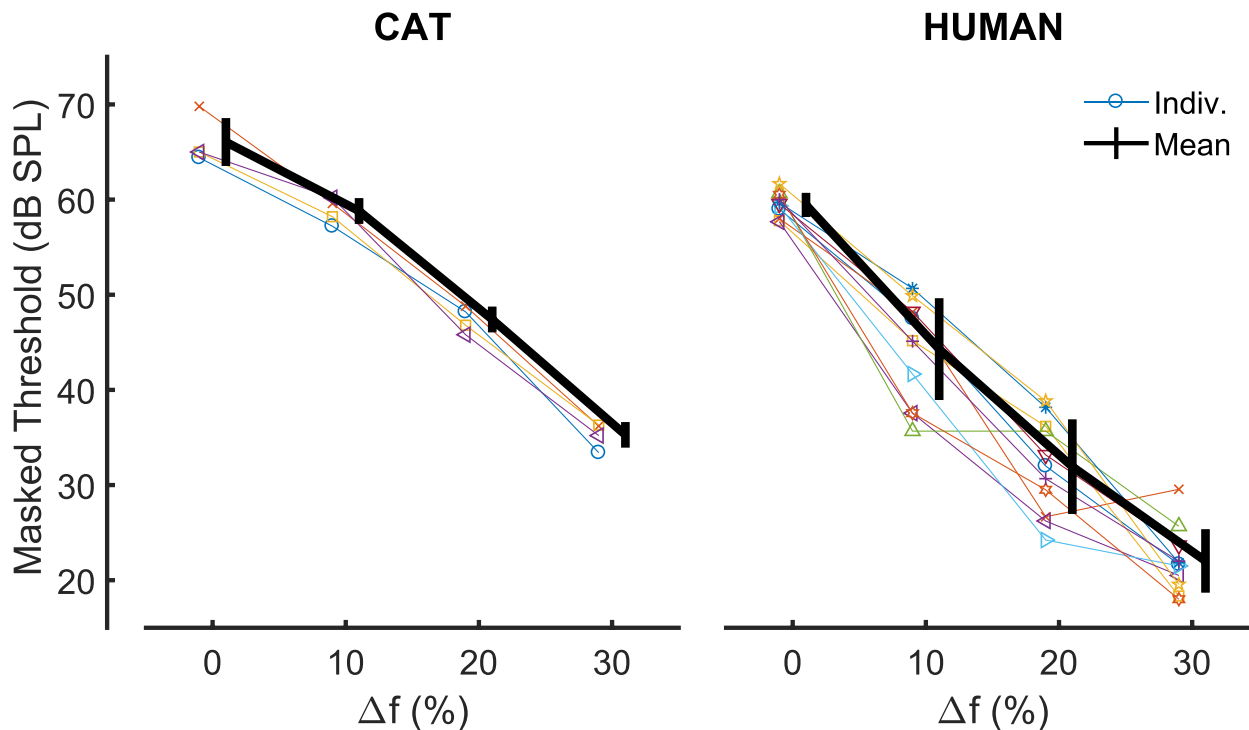 CAT
HUMAN
Masked Threshold (dB SPL)
70
60
50
40
30
20
Indiv.
Mean
0 10 20 30
0 10 20 30
Δf (%)
Δf (%)